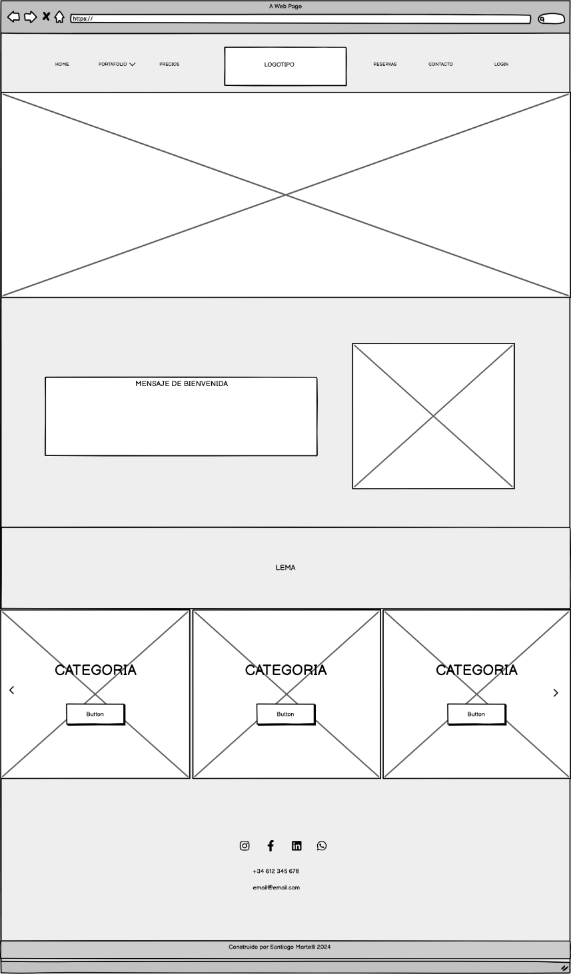 A Web Page
https://
HOME PORTAFOLIO PRECIOS LOGOTIPO RESERVAS CONTACTO LOGIN
MENSAJE DE BIENVENIDA
LEMA
CATEGORIA CATEGORIA CATEGORIA
Button Button Button
+34 612 345 678
email@email.com
Construido por Santiago Martelli 2024